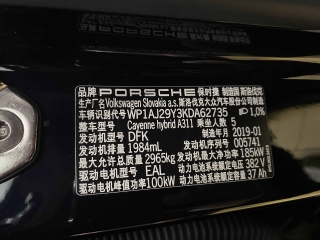 品牌 PORSCHE 保时捷 制造国 斯洛伐克
生产厂名 Volkswagen Slovakia a.s. 斯洛伐克大众汽车股份有限公司
车辆识别代号 WP1AJ29Y3KDA62735 1,0%
整车型号 Cayenne hybrid A311 乘坐人数 5
发动机型号 DFK 制造年月 2019-01
发动机排量 1984ml 005741
最大允许总质量 2965kg 发动机最大净功率 185kW
驱动电机型号 EAL 动力电池系统额定电压 382 V
驱动电机峰值功率 100kW 动力电池系统额定容量 37 Ah